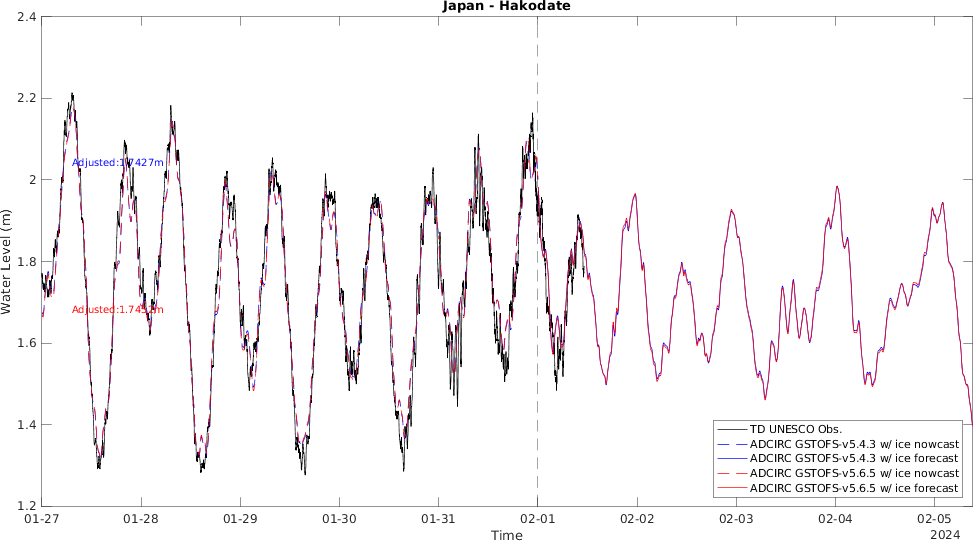 Japan - Hakodate
2.4
2.2
2
1.8
1.6
1.4
1.2
Water Level (m)
Adjusted:1.7427m
Adjusted:1.7452m
TD UNESCO Obs.
ADCIRC GSTOFS-v5.4.3 w/ ice nowcast
ADCIRC GSTOFS-v5.4.3 w/ ice forecast
ADCIRC GSTOFS-v5.6.5 w/ ice nowcast
ADCIRC GSTOFS-v5.6.5 w/ ice forecast
01-27 01-28 01-29 01-30 01-31 02-01 02-02 02-03 02-04 02-05
Time
2024